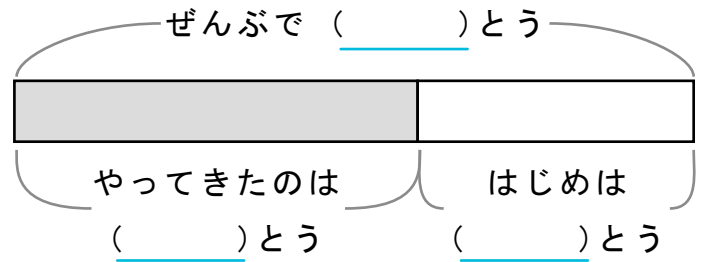 ぜんぶで（　　　）とう
やってきたのは
（　　　）とう
はじめは
（　　　）とう